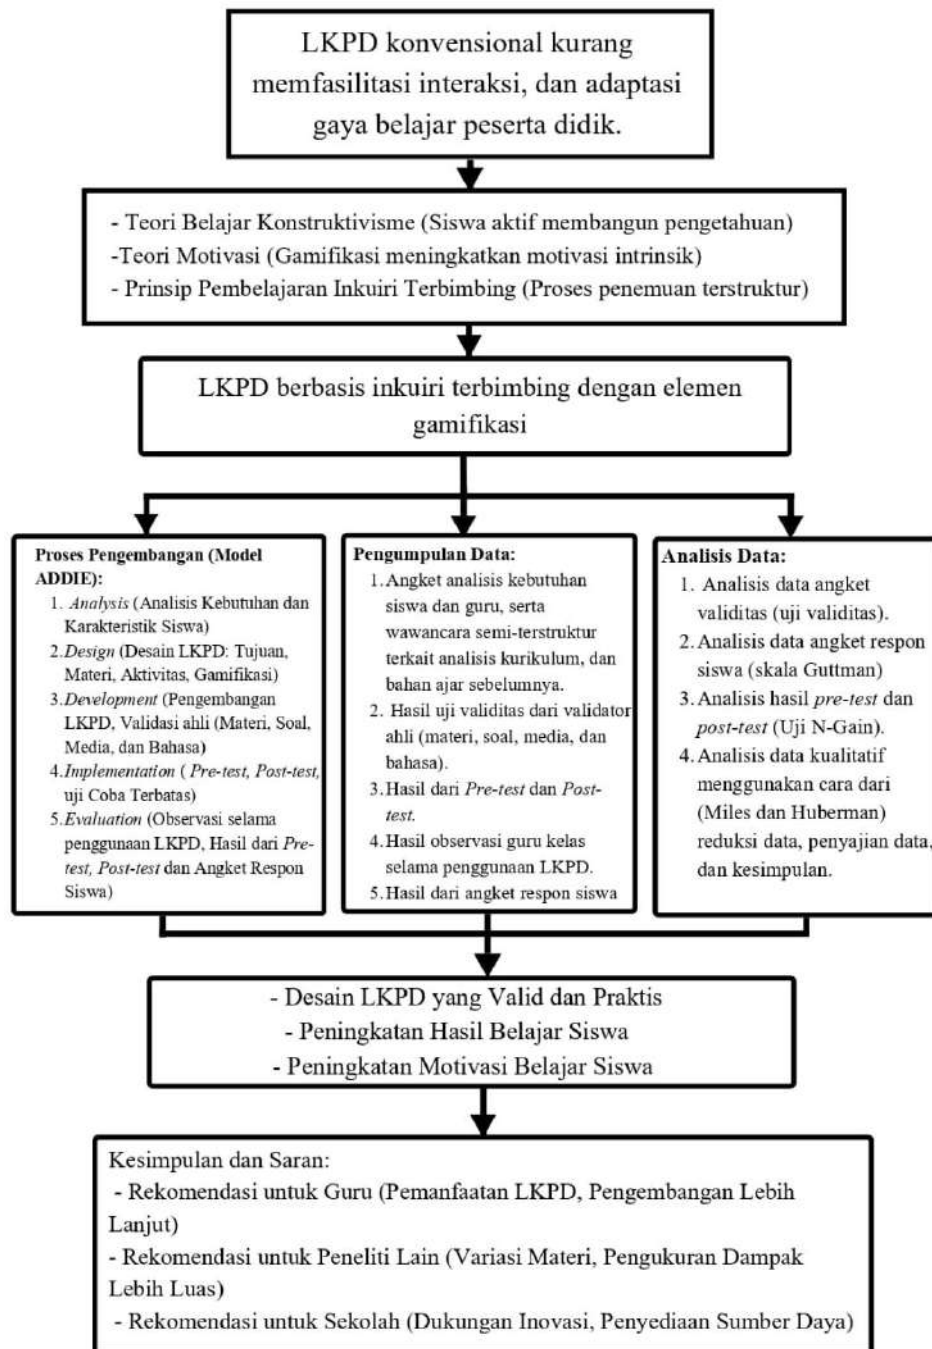 LKPD konvensional kurang
memfasilitasi interaksi, dan adaptasi
gaya belajar peserta didik.
- Teori Belajar Konstruktivisme (Siswa aktif membangun pengetahuan)
-Teori Motivasi (Gamifikasi meningkatkan motivasi intrinsik)
- Prinsip Pembelajaran Inkuiri Terbimbing (Proses penemuan terstruktur)
LKPD berbasis inkuiri terbimbing dengan elemen
gamifikasi
Proses Pengembangan (Model
ADDIE):
1. Analysis (Analisis Kebutuhan dan
Karakteristik Siswa)
2. Design (Desain LKPD: Tujuan,
Materi, Aktivitas, Gamifikasi)
3. Development (Pengembangan
LKPD, Validasi ahli (Materi, Soal,
Media, dan Bahasa)
4. Implementation ( Pre-test, Post-test,
uji Coba Terbatas)
5. Evaluation (Observasi selama
penggunaan LKPD, Hasil dari Pre-
test, Post-test dan Angket Respon
Siswa)
Pengumpulan Data:
1. Angket analisis kebutuhan
siswa dan guru, serta
wawancara semi-terstruktur
terkait analisis kurikulum, dan
bahan ajar sebelumnya.
2. Hasil uji validitas dari validator
ahli (materi, soal, media, dan
bahasa).
3. Hasil dari Pre-test dan Post-
test.
4. Hasil observasi guru kelas
selama penggunaan LKPD.
5. Hasil dari angket respon siswa
Analisis Data:
1. Analisis data angket
validitas (uji validitas).
2. Analisis data angket respon
siswa (skala Guttman)
3. Analisis hasil pre-test dan
post-test (Uji N-Gain).
4. Analisis data kualitatif
menggunakan cara dari
(Miles dan Huberman)
reduksi data, penyajian data,
dan kesimpulan.
- Desain LKPD yang Valid dan Praktis
- Peningkatan Hasil Belajar Siswa
- Peningkatan Motivasi Belajar Siswa
Kesimpulan dan Saran:
- Rekomendasi untuk Guru (Pemanfaatan LKPD, Pengembangan Lebih
Lanjut)
- Rekomendasi untuk Peneliti Lain (Variasi Materi, Pengukuran Dampak
Lebih Luas)
- Rekomendasi untuk Sekolah (Dukungan Inovasi, Penyediaan Sumber Daya)